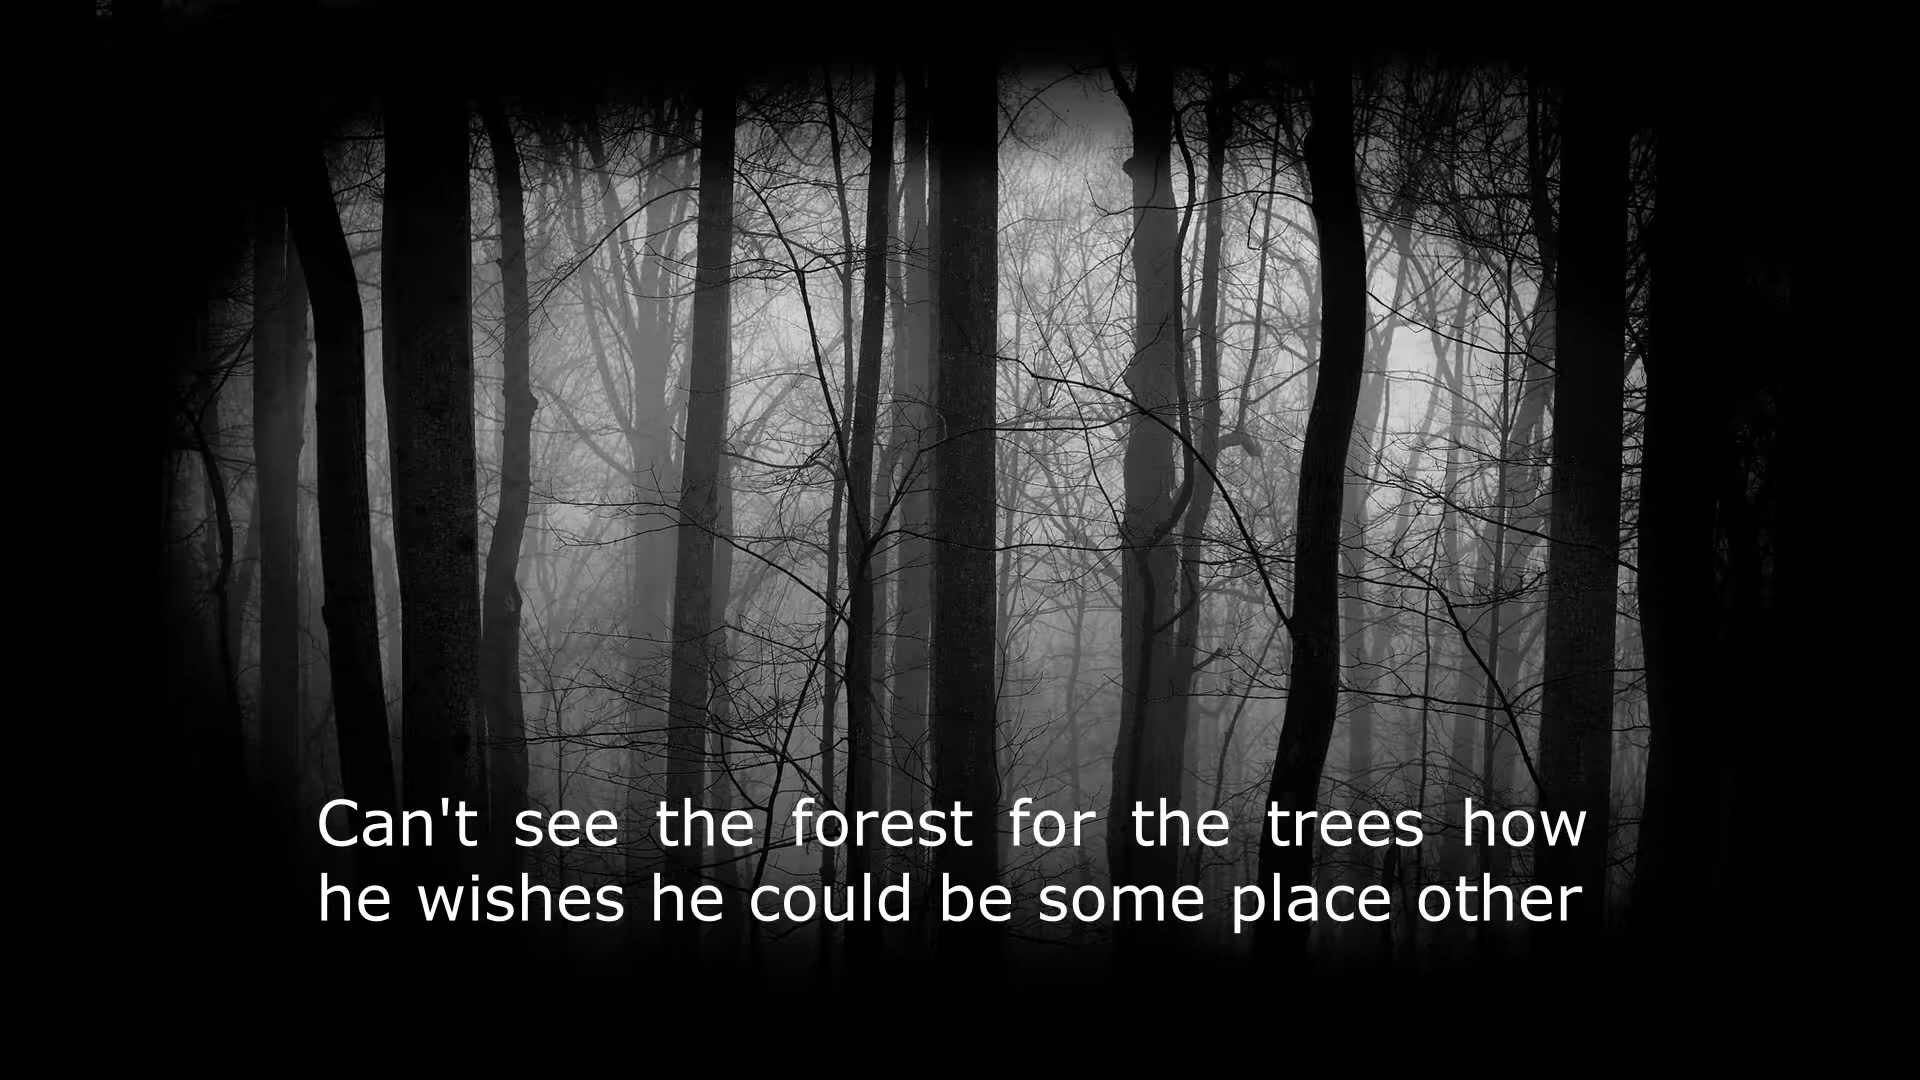 Can't see the forest for the trees how
he wishes he could be some place other